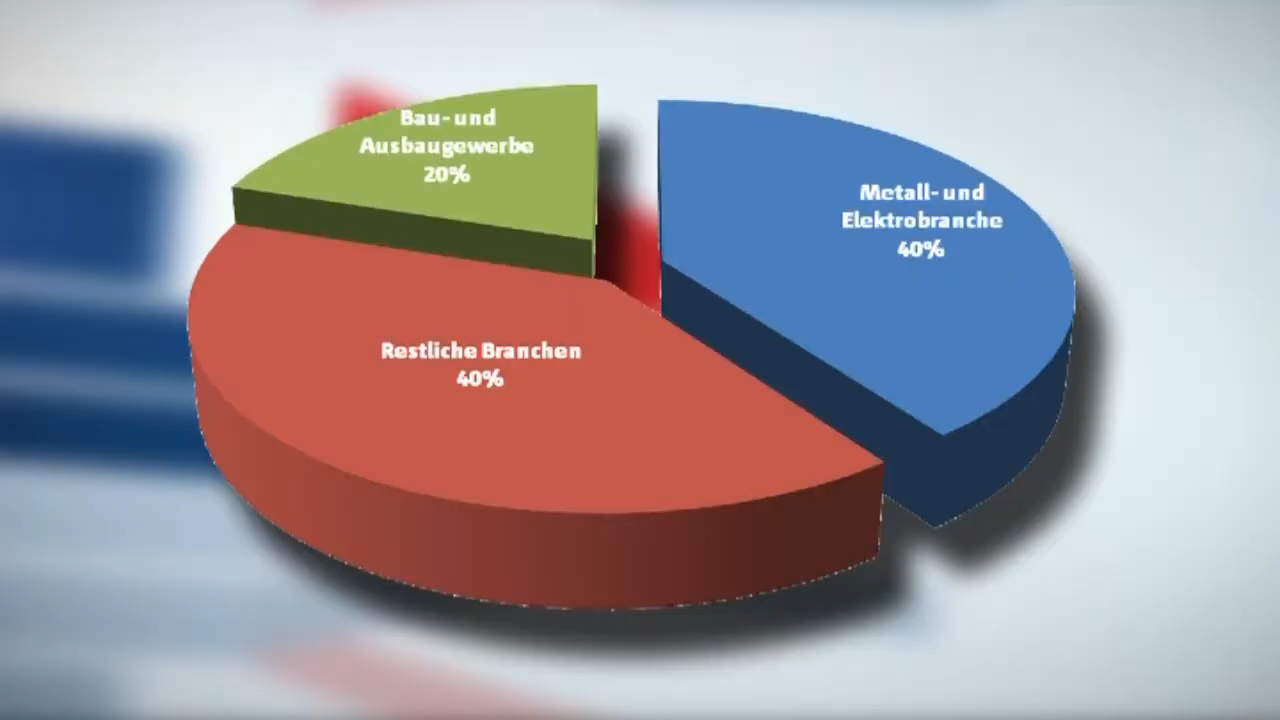 Bau- und
Ausbaugewerbe
20%
Metall- und
Elektrobranche
40%
Restliche Branchen
40%